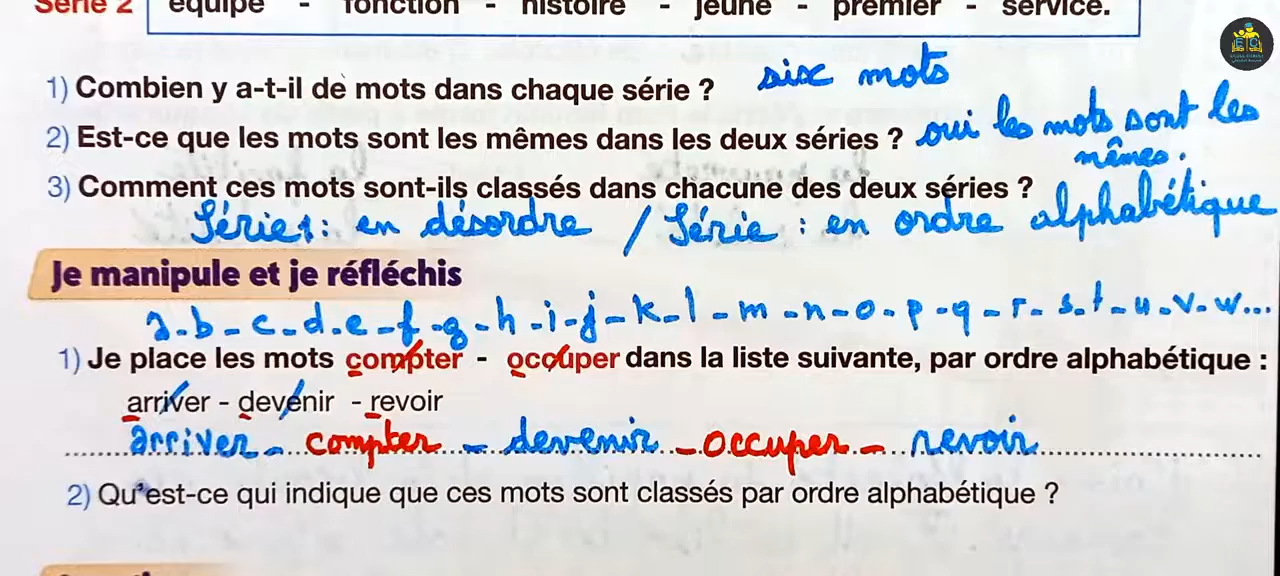 Série 2 équipe - fonction - histoire - jeune - premier - service.
1) Combien y a-t-il de mots dans chaque série ? six mots
2) Est-ce que les mots sont les mêmes dans les deux séries ? oui les mots sont les
mêmes.
3) Comment ces mots sont-ils classés dans chacune des deux séries ?
Série 1 : en désordre / Série : en ordre alphabétique
Je manipule et je réfléchis
a-b-c-d-e-f-g-h-i-j-k-l-m-n-o-p-q-r-s-t-u-v-w...
1) Je place les mots compter - occuper dans la liste suivante, par ordre alphabétique :
arriver - devenir - revoir
arriver - compter - devenir - occuper - revoir
2) Qu'est-ce qui indique que ces mots sont classés par ordre alphabétique ?